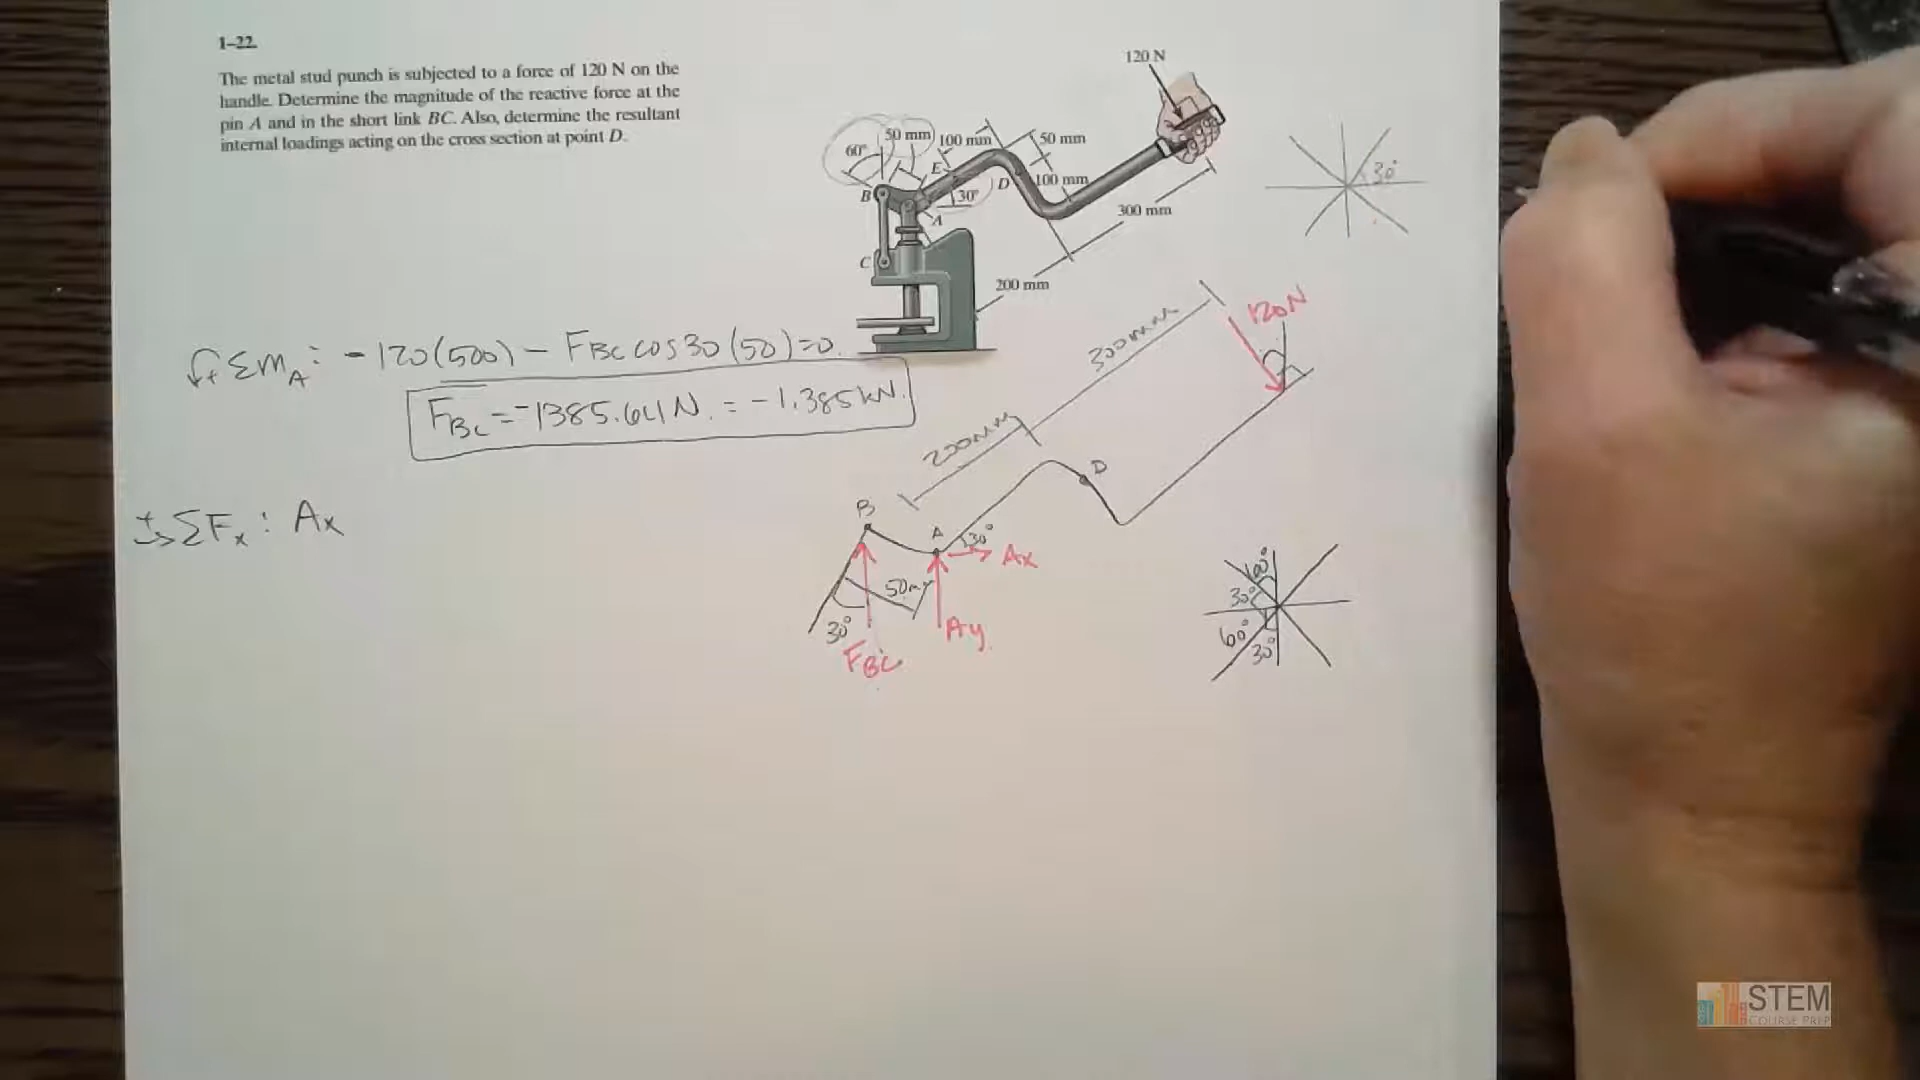 1–22.
The metal stud punch is subjected to a force of 120 N on the
handle. Determine the magnitude of the reactive force at the
pin A and in the short link BC. Also, determine the resultant
internal loadings acting on the cross section at point D.
120 N
60°
50 mm
100 mm
50 mm
E
B
D
100 mm
30°
A
300 mm
C
200 mm
30°
ΣMA: -120(500) - FBC cos30(50)=0
FBC = -1385.641N. = -1.385kN.
+ΣFx: Ax
120N
300mm
200mm
D
B
A
30°
Ax
50m
30°
Ay
FBC
60°
30°
60°
30°
STEM
COURSE PREP